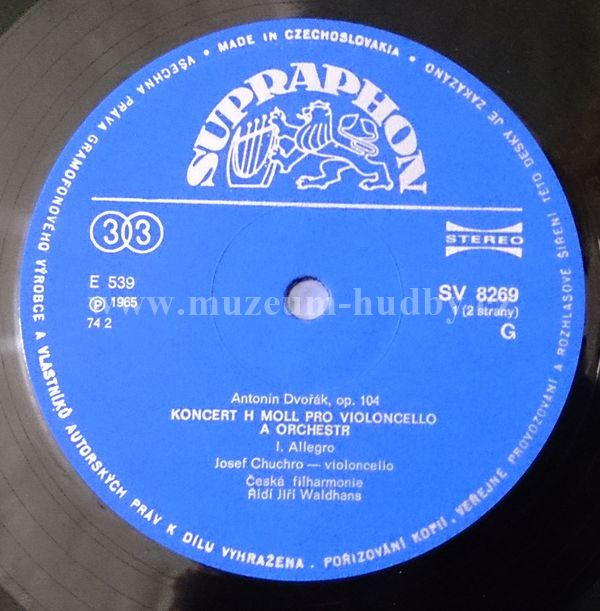 VŠECHNA PRÁVA GRAMOFONOVÉHO VÝROBCE A VLASTNÍKŮ AUTORSKÝCH PRÁV K DÍLU VYHRAŽENA. POŘIZOVÁNÍ KOPIÍ, VEŘEJNÉ PROVOZOVÁNÍ A ROZHLASOVÉ ŠÍŘENÍ TÉTO DESKY JE ZAKÁZÁNO • MADE IN CZECHOSLOVAKIA •
SUPRAPHON
33
STEREO
E 539
SV 8269
℗ 1965
(2 strany)
74 2
G
www.muzeum-hudby.cz
Antonín Dvořák, op. 104
KONCERT H MOLL PRO VIOLONCELLO
A ORCHESTR
I. Allegro
Josef Chuchro — violoncello
Česká filharmonie
Řídí Jiří Waldhans